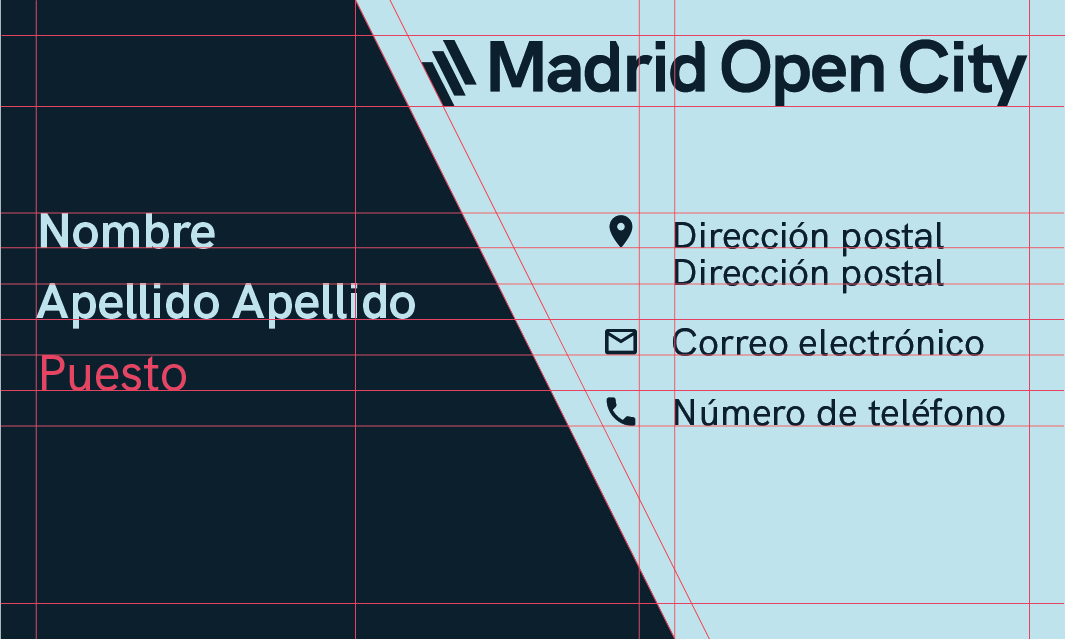 Madrid Open City
Nombre
Apellido Apellido
Puesto
Dirección postal
Dirección postal
Correo electrónico
Número de teléfono